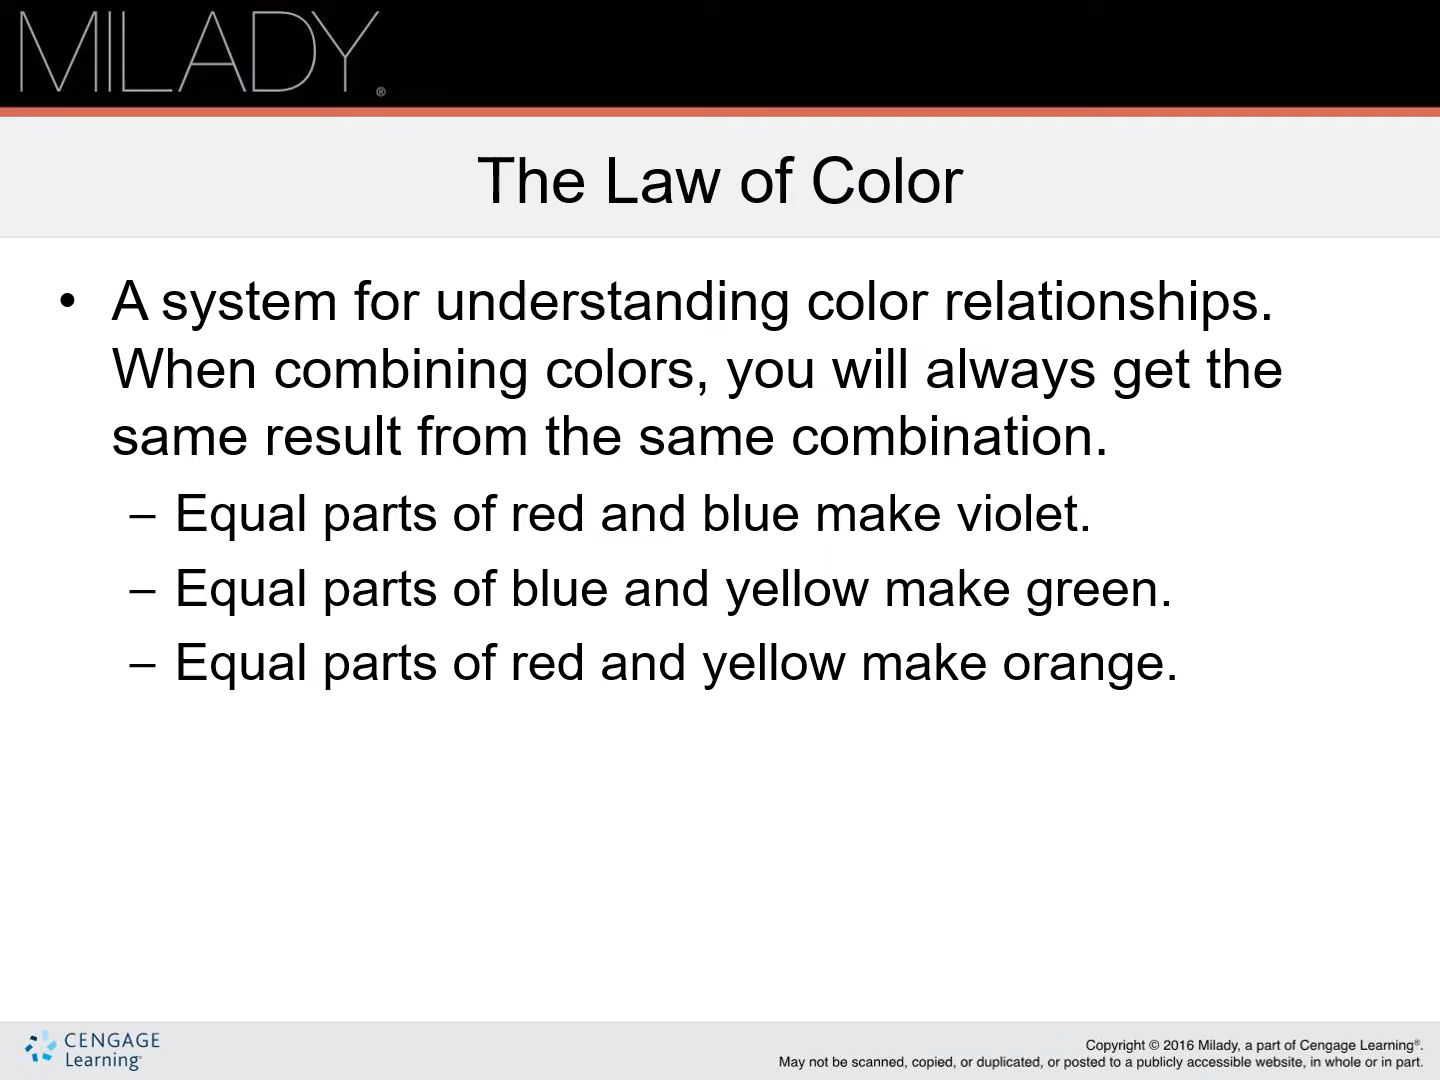 MILADY®
The Law of Color
• A system for understanding color relationships.
When combining colors, you will always get the
same result from the same combination.
– Equal parts of red and blue make violet.
– Equal parts of blue and yellow make green.
– Equal parts of red and yellow make orange.
CENGAGE
Learning
Copyright © 2016 Milady, a part of Cengage Learning®.
May not be scanned, copied, or duplicated, or posted to a publicly accessible website, in whole or in part.